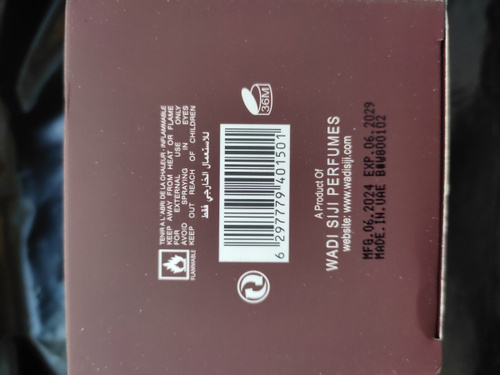 TENIR A L'ABRI DE LA CHALEUR - INFLAMMABLE
KEEP AWAY FROM HEAT OR FLAME
FOR EXTERNAL USE ONLY
AVOID SPRAYING IN EYES
KEEP OUT REACH OF CHILDREN
للاستعمال الخارجي فقط
FLAMMABLE
36M
6 297779 401501
A Product Of
WADI SIJI PERFUMES
website: www.wadisiji.com
MFG.06.2024 EXP.06.2029
MADE.IN.UAE B#W800102